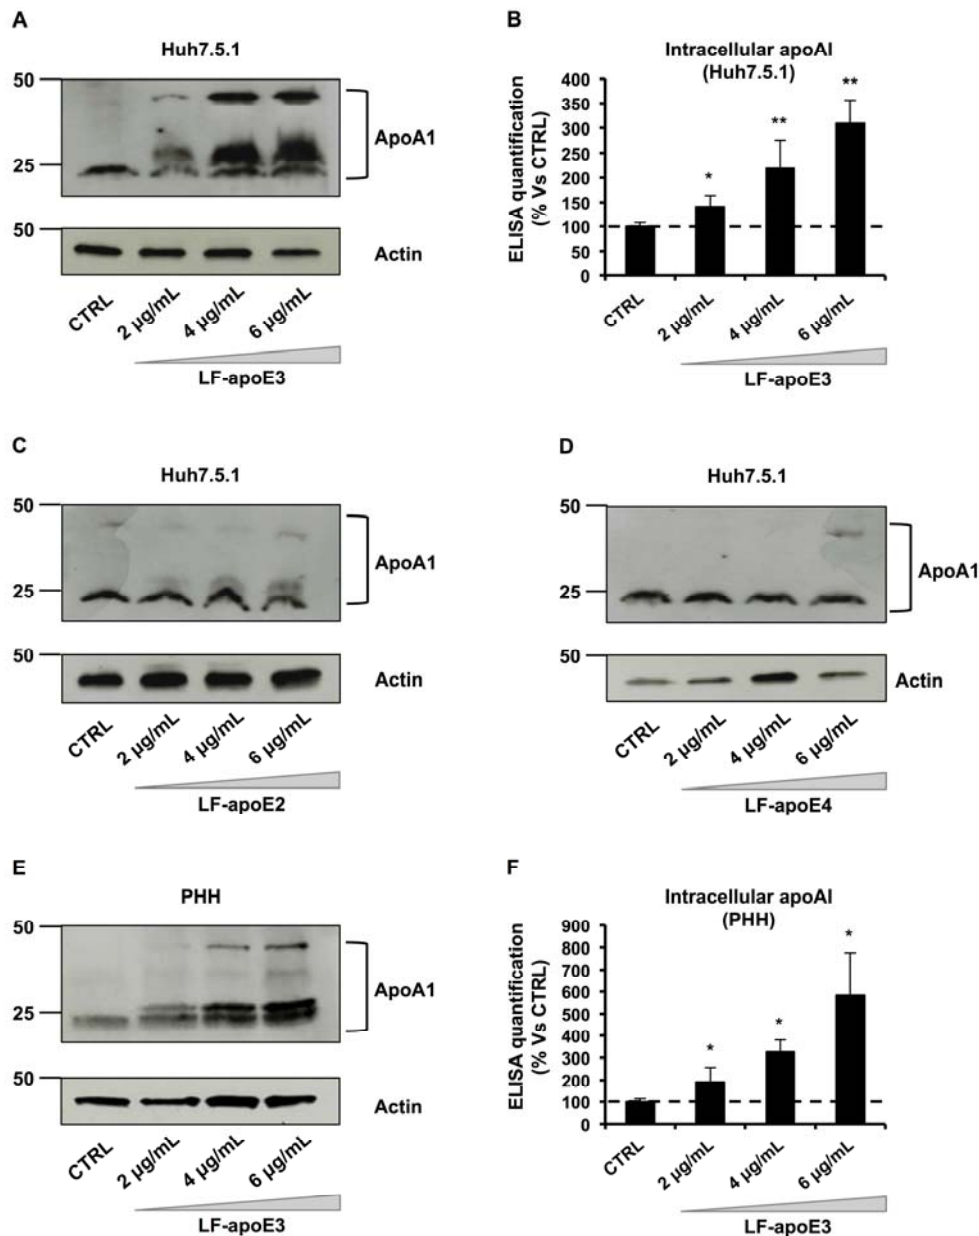 A
Huh7.5.1
50
25
ApoA1
50
Actin
CTRL
2 µg/mL
4 µg/mL
6 µg/mL
LF-apoE3
B
Intracellular apoAI
(Huh7.5.1)
ELISA quantification
(% Vs CTRL)
400
350
300
250
200
150
100
50
0
*
**
**
CTRL
2 µg/mL
4 µg/mL
6 µg/mL
LF-apoE3
C
Huh7.5.1
50
25
ApoA1
50
Actin
CTRL
2 µg/mL
4 µg/mL
6 µg/mL
LF-apoE2
D
Huh7.5.1
50
25
ApoA1
50
Actin
CTRL
2 µg/mL
4 µg/mL
6 µg/mL
LF-apoE4
E
PHH
50
25
ApoA1
50
Actin
CTRL
2 µg/mL
4 µg/mL
6 µg/mL
LF-apoE3
F
Intracellular apoAI
(PHH)
ELISA quantification
(% Vs CTRL)
900
800
700
600
500
400
300
200
100
0
*
*
*
CTRL
2 µg/mL
4 µg/mL
6 µg/mL
LF-apoE3